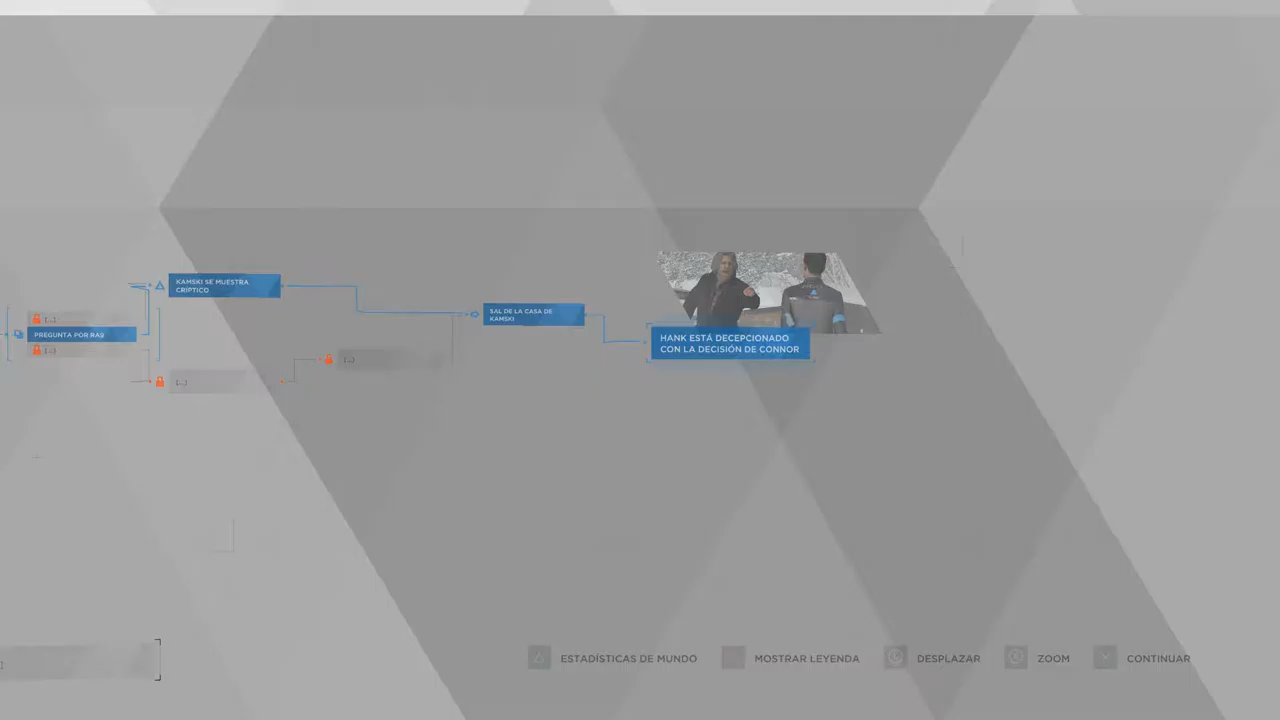 KAMSKI SE MUESTRA
CRÍPTICO
SAL DE LA CASA DE
KAMSKI
[...]
PREGUNTA POR RA9
[...]
HANK ESTÁ DECEPCIONADO
CON LA DECISIÓN DE CONNOR
[...]
[...]
ESTADÍSTICAS DE MUNDO
MOSTRAR LEYENDA
DESPLAZAR
ZOOM
CONTINUAR